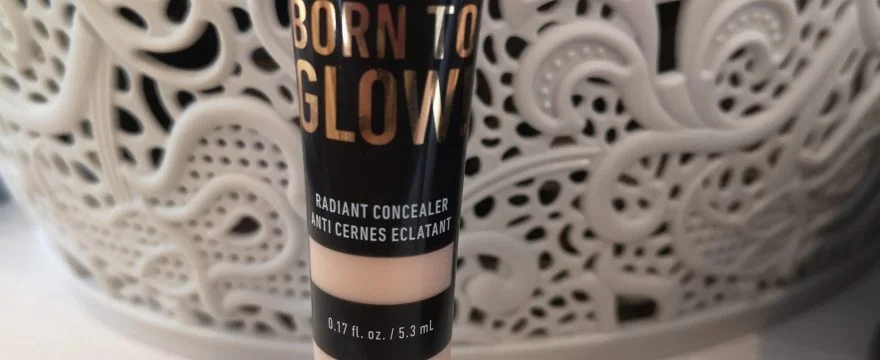 BORN TO
GLOW!
RADIANT CONCEALER
ANTI CERNES ECLATANT
0.17 fl. oz. / 5.3 mL